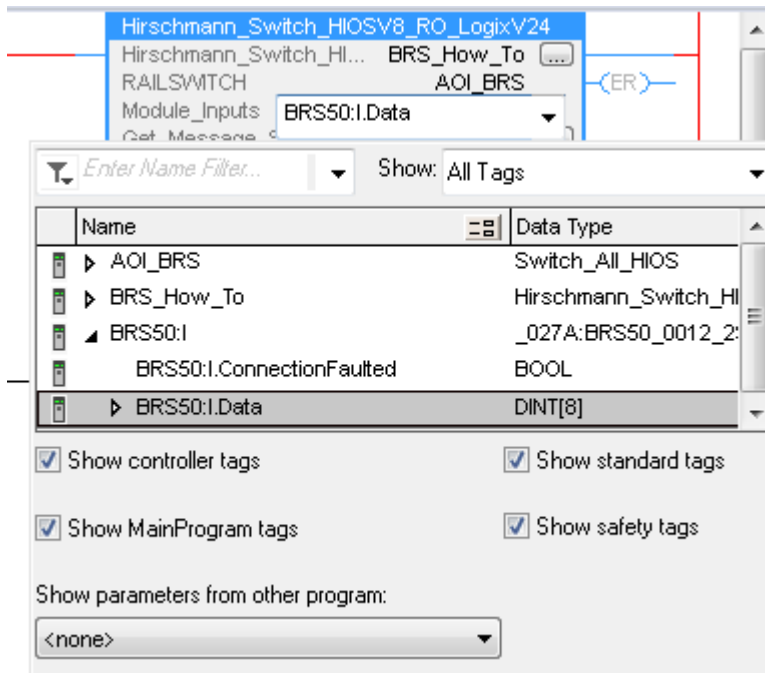 Hirschmann_Switch_HIOSV8_RO_LogixV24
Hirschmann_Switch_HI... BRS_How_To ...
RAILSWITCH AOI_BRS (ER)
Module_Inputs BRS50:I.Data
Get_Message_S
Enter Name Filter... Show: All Tags
Name Data Type
AOI_BRS Switch_All_HIOS
BRS_How_To Hirschmann_Switch_HI
BRS50:I _027A:BRS50_0012_2
BRS50:I.ConnectionFaulted BOOL
BRS50:I.Data DINT[8]
Show controller tags Show standard tags
Show MainProgram tags Show safety tags
Show parameters from other program:
<none>